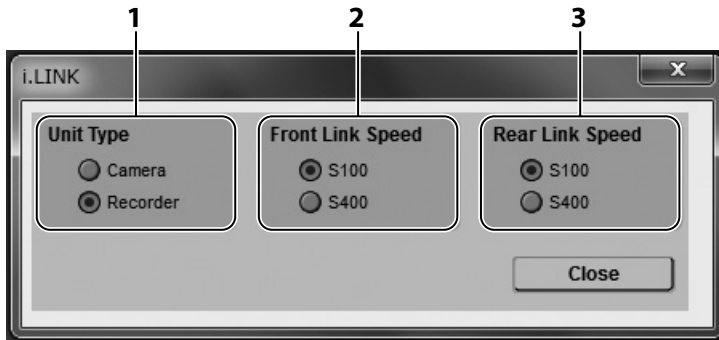 1 2 3
i.LINK X
Unit Type Front Link Speed Rear Link Speed
Camera S100 S100
Recorder S400 S400
Close